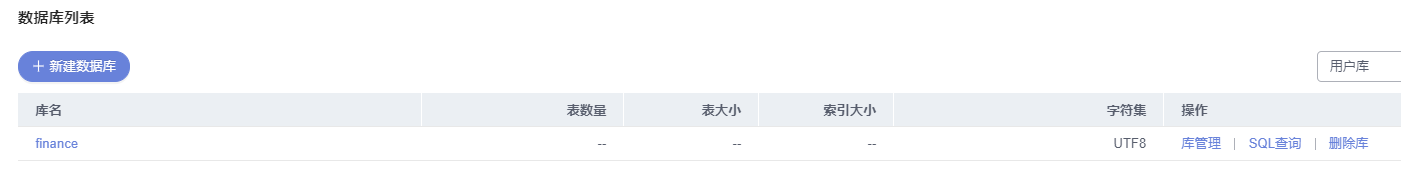 数据库列表
+ 新建数据库
用户库
库名 表数量 表大小 索引大小 字符集 操作
finance -- -- -- UTF8 库管理 | SQL查询 | 删除库